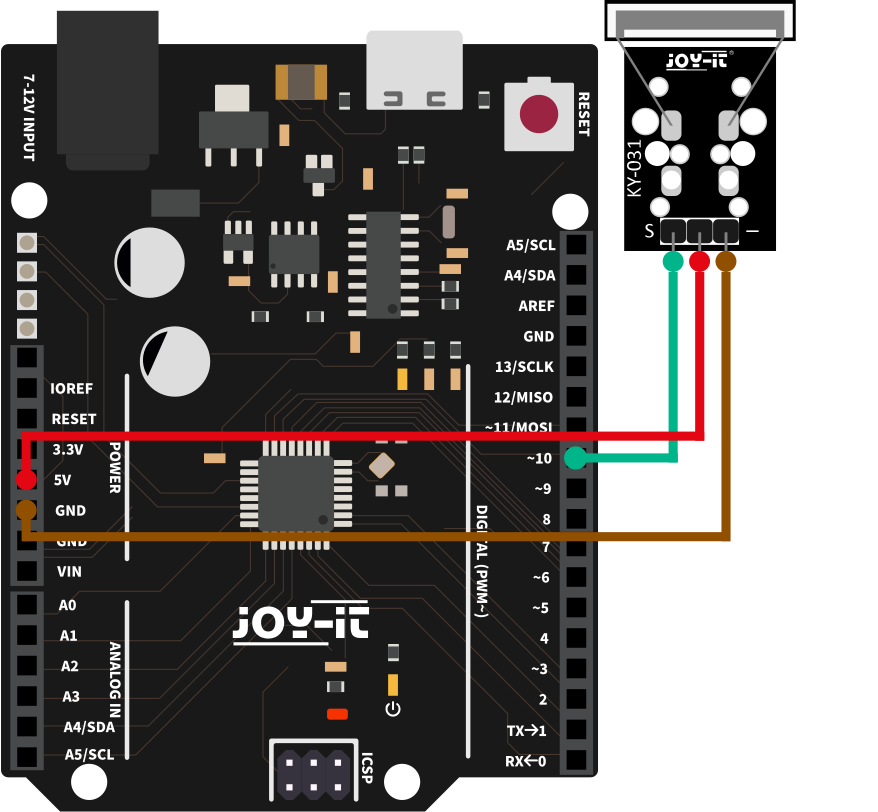 7-12V INPUT
RESET
JOY-iT®
KY-031
S
−
IOREF
RESET
3.3V
5V
GND
GND
VIN
POWER
A0
A1
A2
A3
A4/SDA
A5/SCL
ANALOG IN
A5/SCL
A4/SDA
AREF
GND
13/SCLK
12/MISO
~11/MOSI
~10
~9
8
7
~6
~5
4
~3
2
TX→1
RX←0
DIGITAL (PWM~)
JOY-iT
ICSP